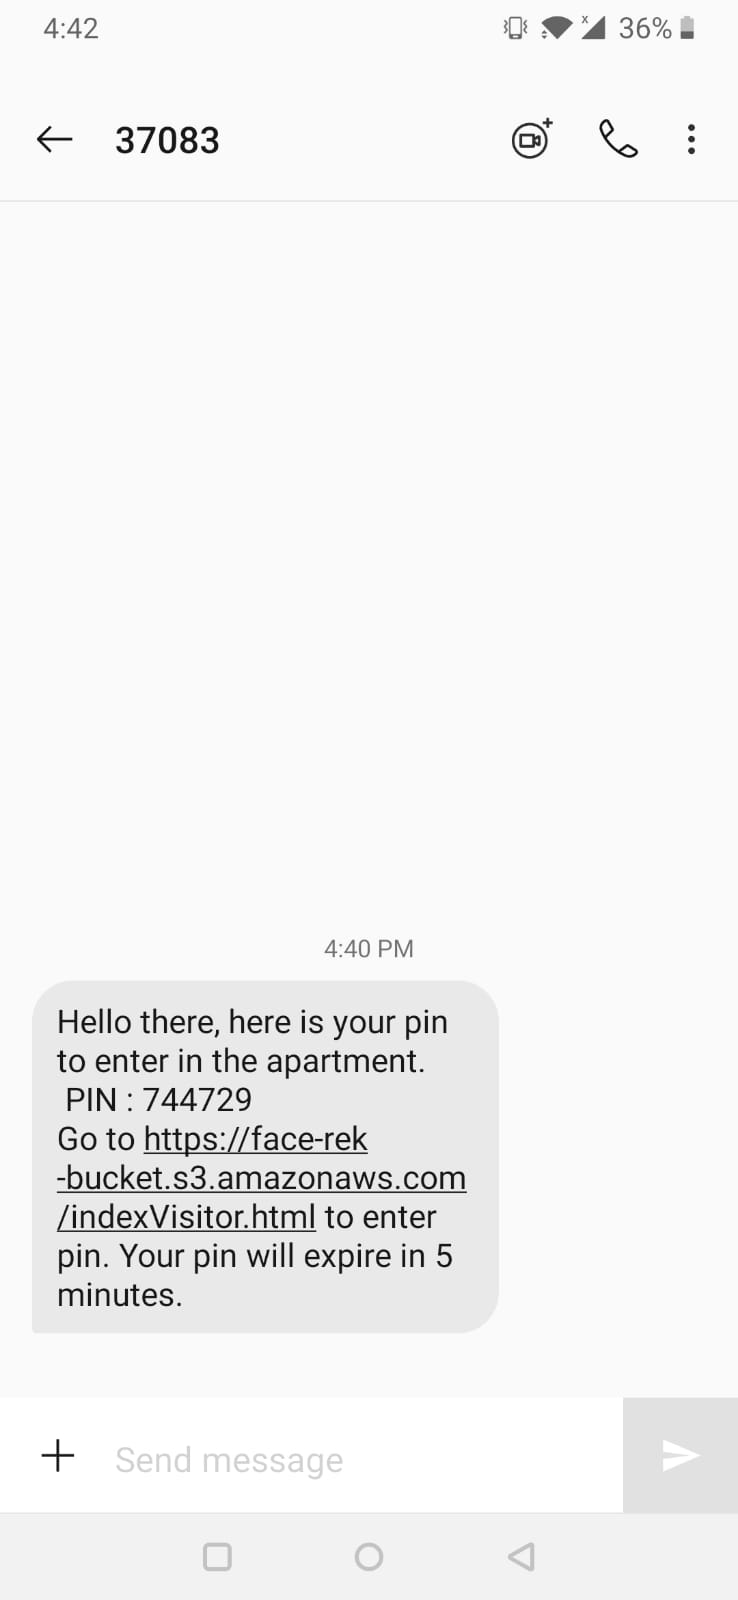 4:42
x
36%
37083
4:40 PM
Hello there, here is your pin
to enter in the apartment.
PIN : 744729
Go to https://face-rek
-bucket.s3.amazonaws.com
/indexVisitor.html to enter
pin. Your pin will expire in 5
minutes.
Send message